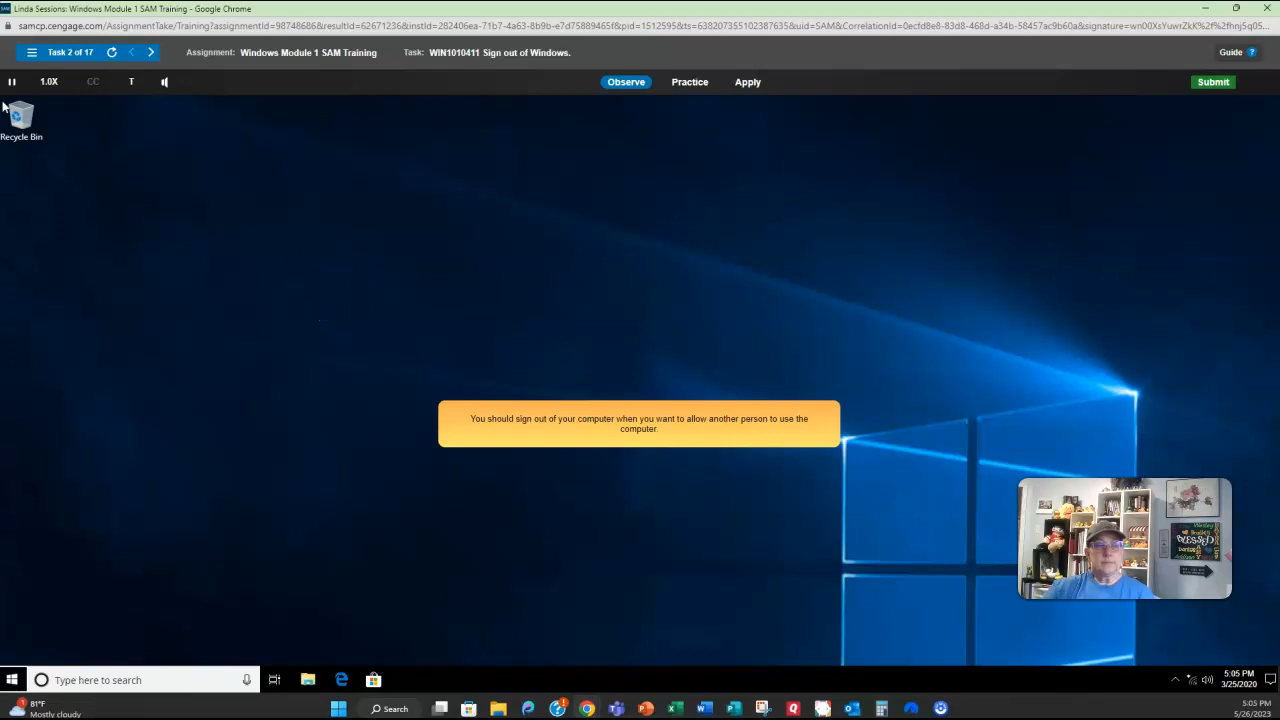 Linda Sessions: Windows Module 1 SAM Training - Google Chrome
samcp.cengage.com/AssignmentTake/Training?assignmentId=98748686&resultId=62671236&instId=282406ea-71b7-4a63-8b9b-e7d75889465f&pid=1512595&ts=638207355102387635&uid=SAM&CorrelationId=0ecfd8e8-83d8-468d-a34b-58457ac9b60a&signature=wn00XsYuwrZkK%2f%2fhnj5q05...
Task 2 of 17
Assignment: Windows Module 1 SAM Training
Task: WIN1010411 Sign out of Windows.
Guide ?
1.0X CC T
Observe Practice Apply
Submit
Recycle Bin
You should sign out of your computer when you want to allow another person to use the
computer.
BLESSED
Type here to search
5:05 PM
3/25/2020
81°F
Mostly cloudy
Search
5:05 PM
5/26/2023